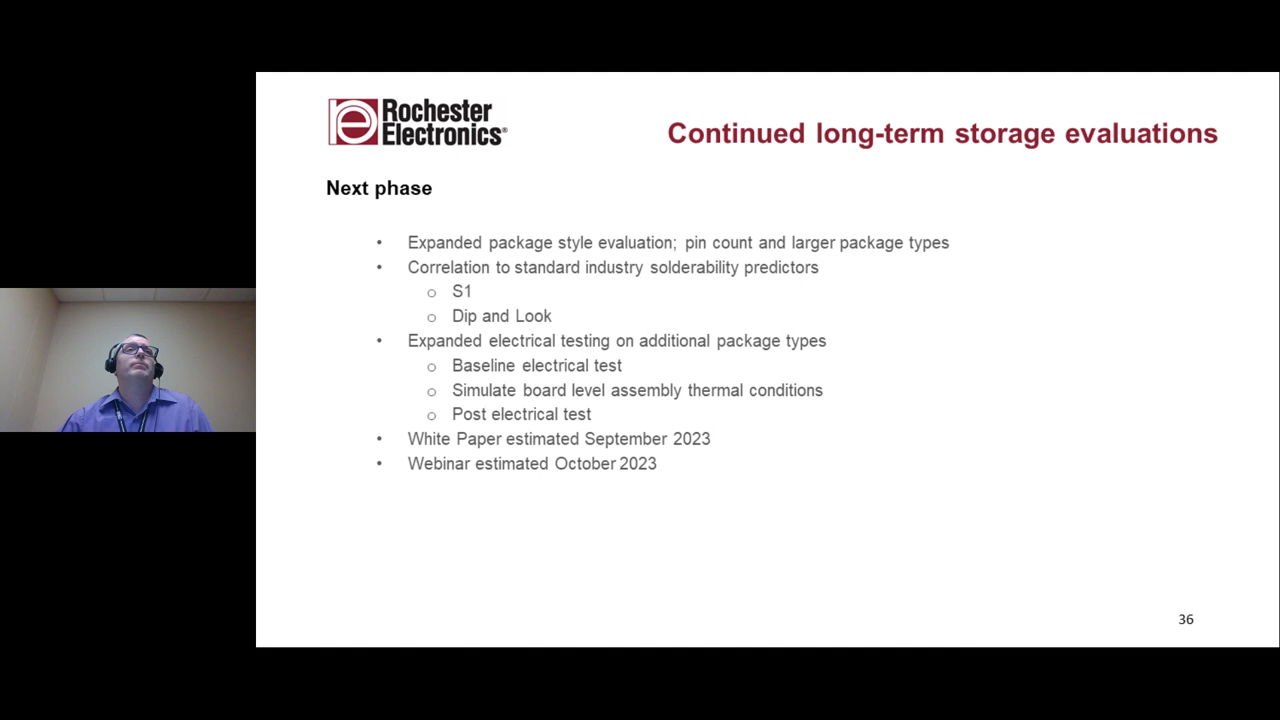 Rochester
Electronics®
Continued long-term storage evaluations
Next phase
• Expanded package style evaluation; pin count and larger package types
• Correlation to standard industry solderability predictors
o S1
o Dip and Look
• Expanded electrical testing on additional package types
o Baseline electrical test
o Simulate board level assembly thermal conditions
o Post electrical test
• White Paper estimated September 2023
• Webinar estimated October 2023
36